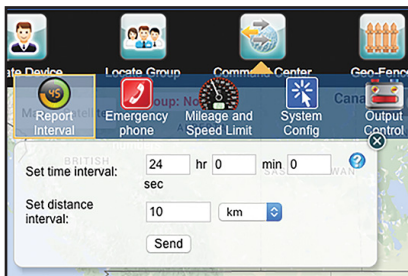 ate Device Locate Group Command Center Geo-Fence
45
Report Interval
Emergency phone
Mileage and Speed Limit
System Config
Output Control
Group: No
Cana
BRITISH
SAS WAN
Set time interval: 24 hr 0 min 0 sec
Set distance interval: 10 km
Send